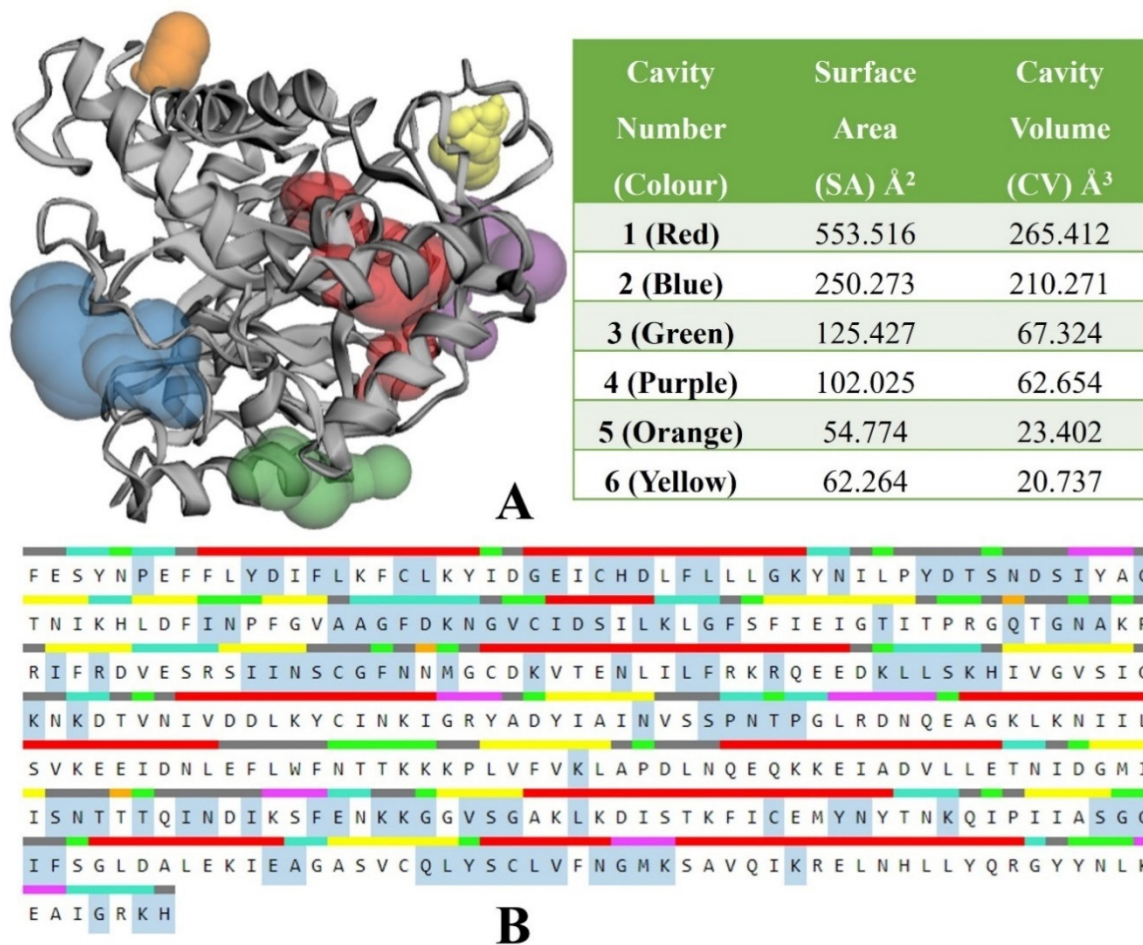 Cavity Number (Colour) Surface Area (SA) Å² Cavity Volume (CV) Å³
1 (Red) 553.516 265.412
2 (Blue) 250.273 210.271
3 (Green) 125.427 67.324
4 (Purple) 102.025 62.654
5 (Orange) 54.774 23.402
6 (Yellow) 62.264 20.737
A
F E S Y N P E F F L Y D I F L K F C L K Y I D G E I C H D L F L L L G K Y N I L P Y D T S N D S I Y A
T N I K H L D F I N P F G V A A G F D K N G V C I D S I L K L G F S F I E I G T I T P R G Q T G N A K
R I F R D V E S R S I I N S C G F N N M G C D K V T E N L I L F R K R Q E E D K L L S K H I V G V S I
K N K D T V N I V D D L K Y C I N K I G R Y A D Y I A I N V S S P N T P G L R D N Q E A G K L K N I I
S V K E E I D N L E F L W F N T T K K K P L V F V K L A P D L N Q E Q K K E I A D V L L E T N I D G M
I S N T T T Q I N D I K S F E N K K G G V S G A K L K D I S T K F I C E M Y N Y T N K Q I P I I A S G
I F S G L D A L E K I E A G A S V C Q L Y S C L V F N G M K S A V Q I K R E L N H L L Y Q R G Y Y N L
E A I G R K H
B